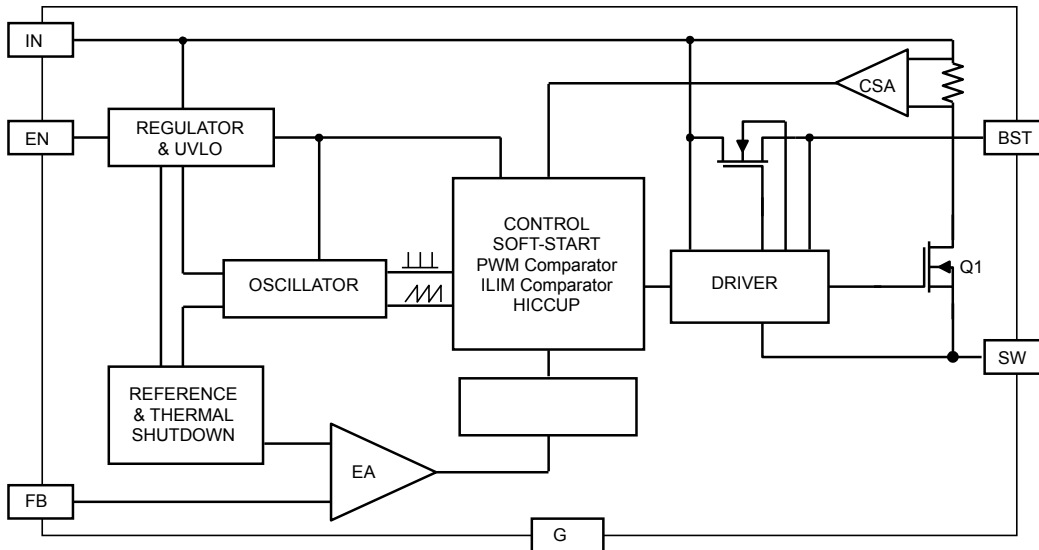 IN
EN
REGULATOR
& UVLO
CSA
BST
CONTROL
SOFT-START
PWM Comparator
ILIM Comparator
HICCUP
OSCILLATOR
DRIVER
Q1
SW
REFERENCE
& THERMAL
SHUTDOWN
EA
FB
G